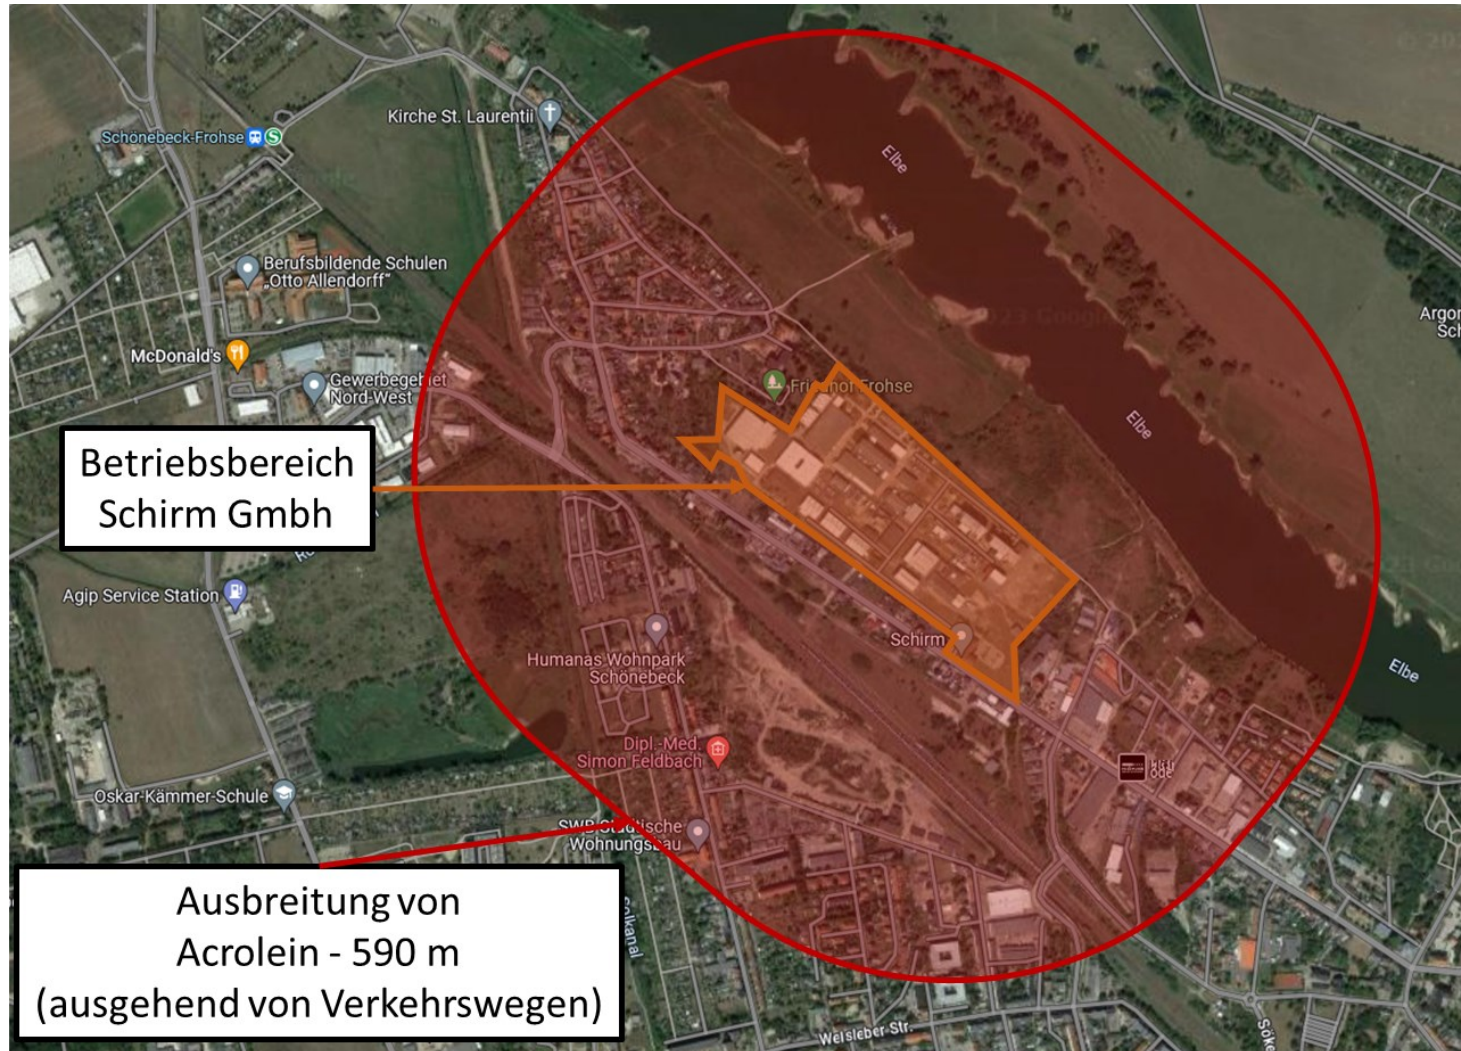 Kirche St. Laurentii
Schönebeck-Frohse
S
Elbe
Berufsbildende Schulen
„Otto Allendorff“
McDonald's
Gewerbegebiet
Nord-West
Friedhof Frohse
Elbe
Betriebsbereich
Schirm Gmbh
Agip Service Station
Schirm
Humanas Wohnpark
Schönebeck
Elbe
Dipl.-Med.
Simon Feldbach
Oskar-Kämmer-Schule
SWB Städtische
Wohnungsbau
Ausbreitung von
Acrolein - 590 m
(ausgehend von Verkehrswegen)
Solkanal
Welsleber Str.